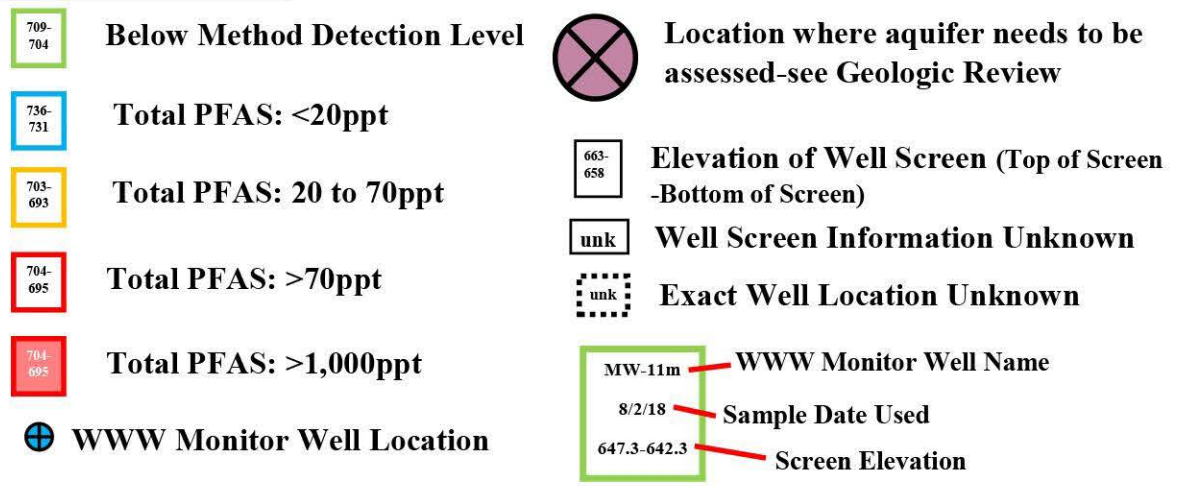 709-
704
Below Method Detection Level
736-
731
Total PFAS: <20ppt
703-
693
Total PFAS: 20 to 70ppt
704-
695
Total PFAS: >70ppt
704-
695
Total PFAS: >1,000ppt
WWW Monitor Well Location
Location where aquifer needs to be
assessed-see Geologic Review
663-
658
Elevation of Well Screen (Top of Screen
-Bottom of Screen)
unk
Well Screen Information Unknown
unk
Exact Well Location Unknown
MW-11m
WWW Monitor Well Name
8/2/18
Sample Date Used
647.3-642.3
Screen Elevation